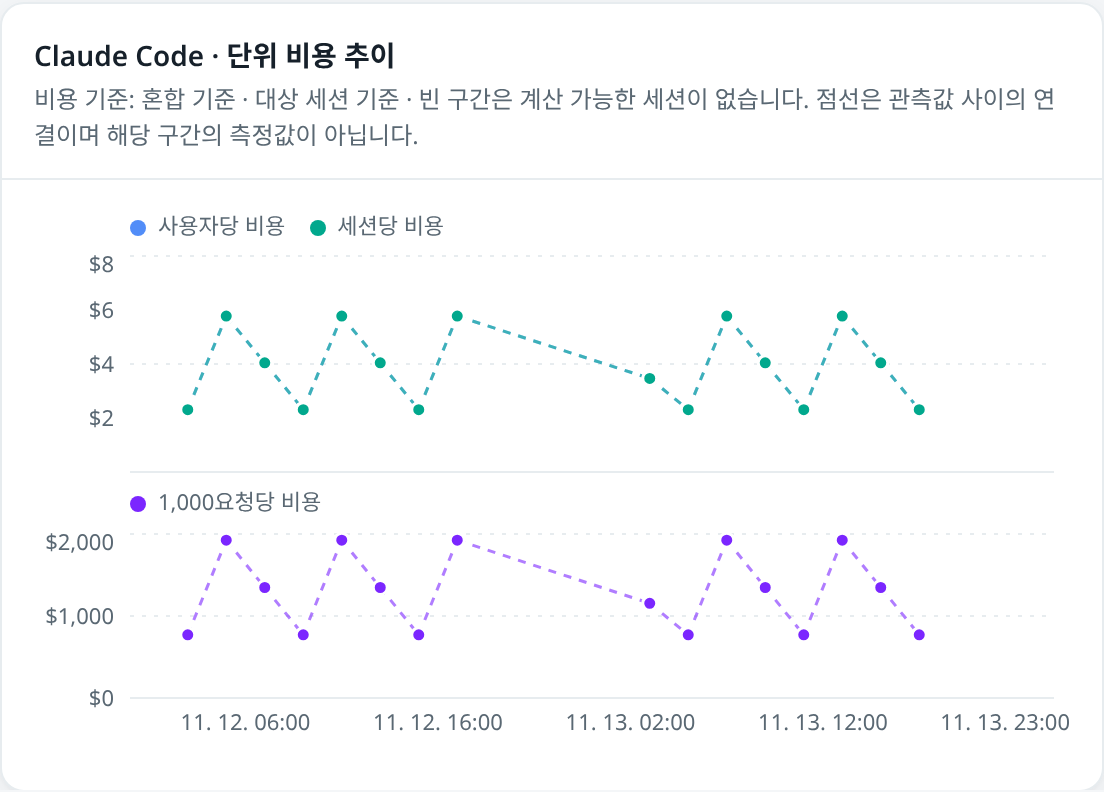 Claude Code · 단위 비용 추이
비용 기준: 혼합 기준 · 대상 세션 기준 · 빈 구간은 계산 가능한 세션이 없습니다. 점선은 관측값 사이의 연
결이며 해당 구간의 측정값이 아닙니다.
사용자당 비용 세션당 비용
$8
$6
$4
$2
1,000요청당 비용
$2,000
$1,000
$0
11. 12. 06:00 11. 12. 16:00 11. 13. 02:00 11. 13. 12:00 11. 13. 23:00